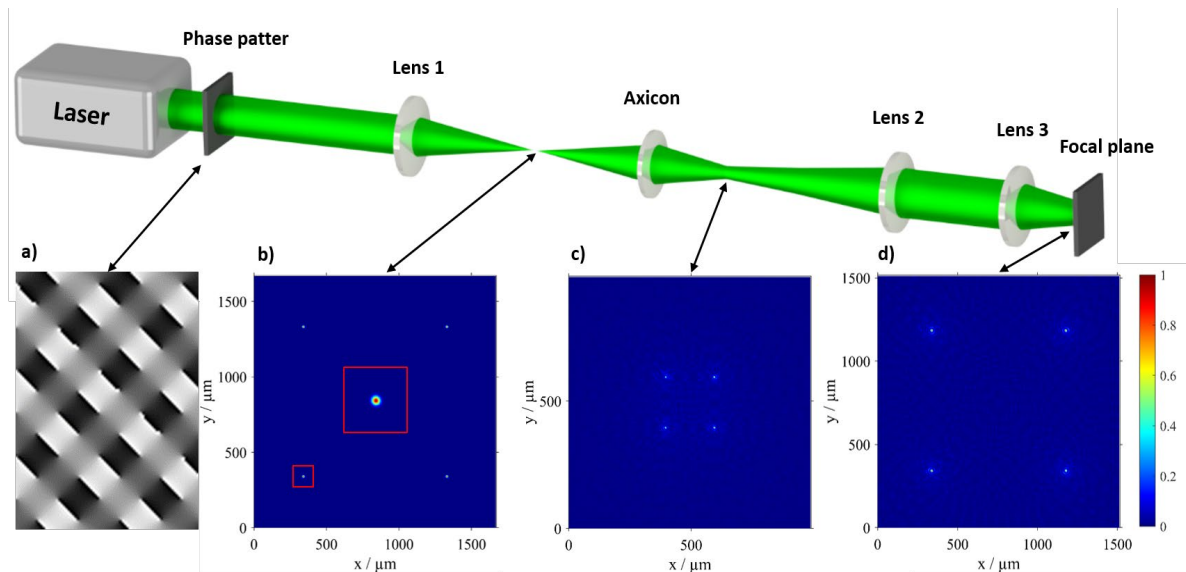 Phase patter
Lens 1
Axicon
Lens 2
Lens 3
Focal plane
Laser
a)
b)
c)
d)
1500
1000
500
0
y / µm
0
500
1000
1500
x / µm
500
0
y / µm
0
500
x / µm
1500
1000
500
0
y / µm
0
500
1000
1500
x / µm
1
0.8
0.6
0.4
0.2
0